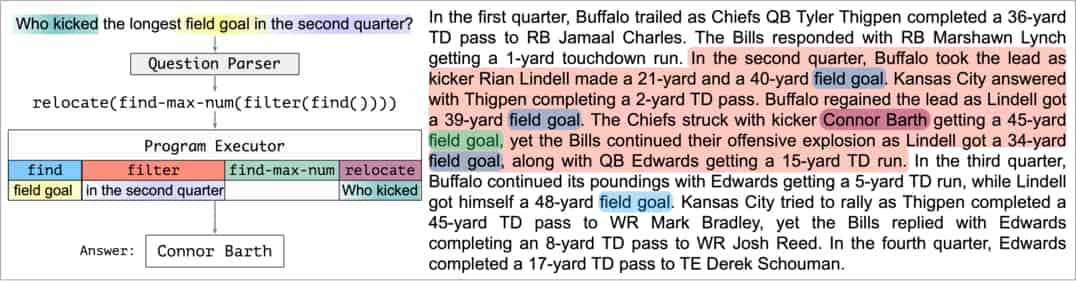 Who kicked the longest field goal in the second quarter?
Question Parser
relocate(find-max-num(filter(find())))
Program Executor
find filter find-max-num relocate
field goal in the second quarter Who kicked
Answer: Connor Barth
In the first quarter, Buffalo trailed as Chiefs QB Tyler Thigpen completed a 36-yard
TD pass to RB Jamaal Charles. The Bills responded with RB Marshawn Lynch
getting a 1-yard touchdown run. In the second quarter, Buffalo took the lead as
kicker Rian Lindell made a 21-yard and a 40-yard field goal. Kansas City answered
with Thigpen completing a 2-yard TD pass. Buffalo regained the lead as Lindell got
a 39-yard field goal. The Chiefs struck with kicker Connor Barth getting a 45-yard
field goal, yet the Bills continued their offensive explosion as Lindell got a 34-yard
field goal, along with QB Edwards getting a 15-yard TD run. In the third quarter,
Buffalo continued its poundings with Edwards getting a 5-yard TD run, while Lindell
got himself a 48-yard field goal. Kansas City tried to rally as Thigpen completed a
45-yard TD pass to WR Mark Bradley, yet the Bills replied with Edwards
completing an 8-yard TD pass to WR Josh Reed. In the fourth quarter, Edwards
completed a 17-yard TD pass to TE Derek Schouman.